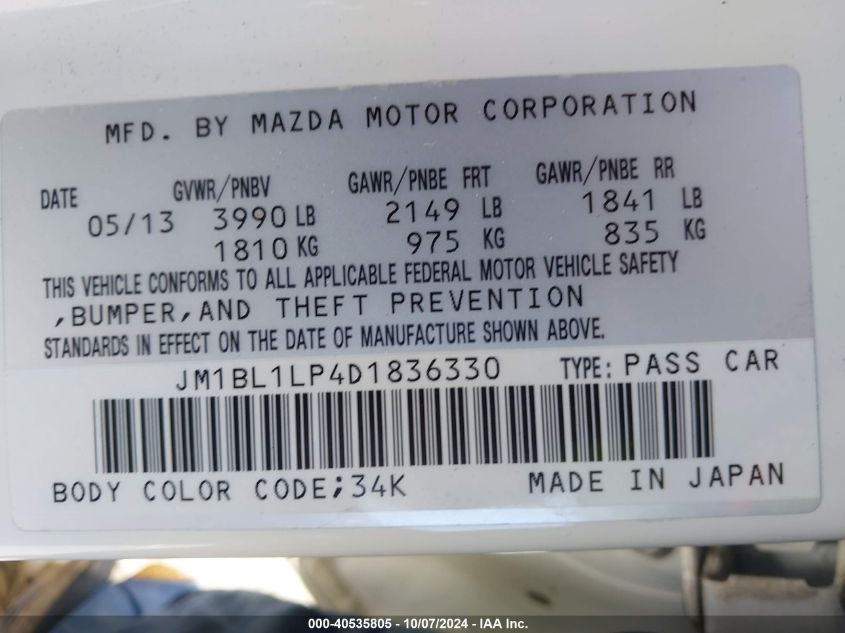 MFD. BY MAZDA MOTOR CORPORATION
DATE GVWR/PNBV GAWR/PNBE FRT GAWR/PNBE RR
05/13 3990 LB 2149 LB 1841 LB
1810 KG 975 KG 835 KG
THIS VEHICLE CONFORMS TO ALL APPLICABLE FEDERAL MOTOR VEHICLE SAFETY
,BUMPER,AND THEFT PREVENTION
STANDARDS IN EFFECT ON THE DATE OF MANUFACTURE SHOWN ABOVE.
JM1BL1LP4D1836330 TYPE: PASS CAR
BODY COLOR CODE;34K MADE IN JAPAN
000-40535805 - 10/07/2024 - IAA Inc.